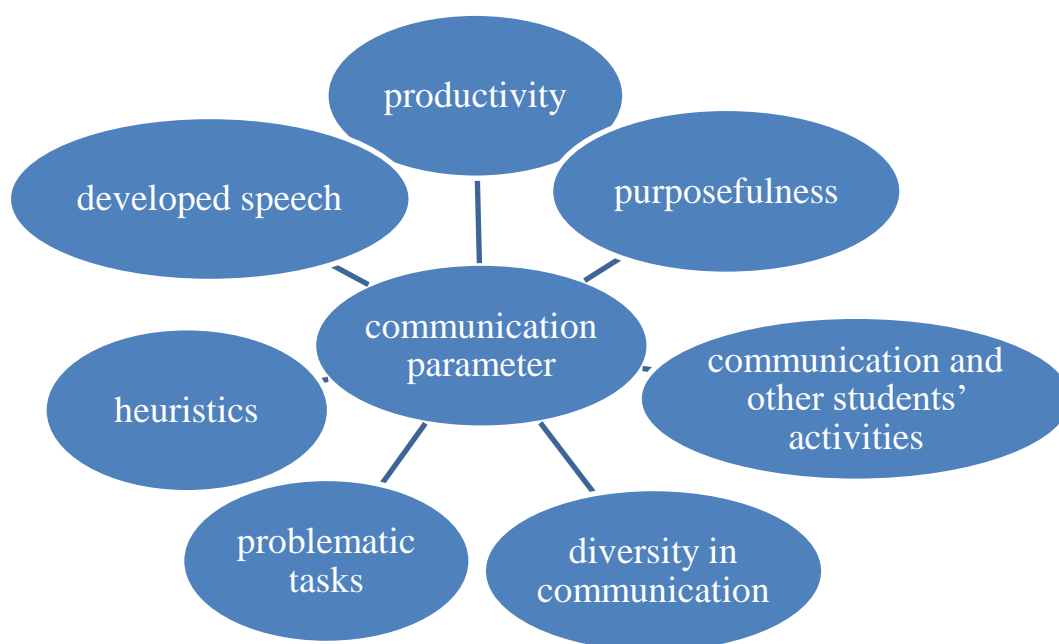 productivity
developed speech
purposefulness
communication
parameter
communication and
other students’
activities
heuristics
problematic
tasks
diversity in
communication